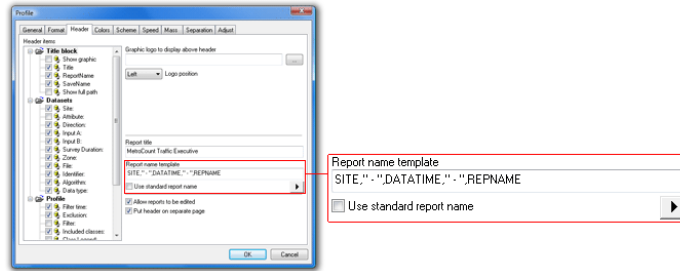 Profile
General Format Header Colors Scheme Speed Mass Separation Adjust
Header items
Title block
Show graphic
Title
ReportName
SaveName
Show full path
Datasets
Site:
Attribute:
Direction:
Input A:
Input B:
Survey Duration:
Zone:
File:
Identifier:
Algorithm:
Data type:
Profile
Filter time:
Exclusion:
Filter:
Included classes:
Graphic logo to display above header
...
Left Logo position
Report title
MetroCount Traffic Executive
Report name template
SITE," - ",DATATIME," - ",REPNAME
Use standard report name
Allow reports to be edited
Put header on separate page
OK Cancel
Report name template
SITE," - ",DATATIME," - ",REPNAME
Use standard report name